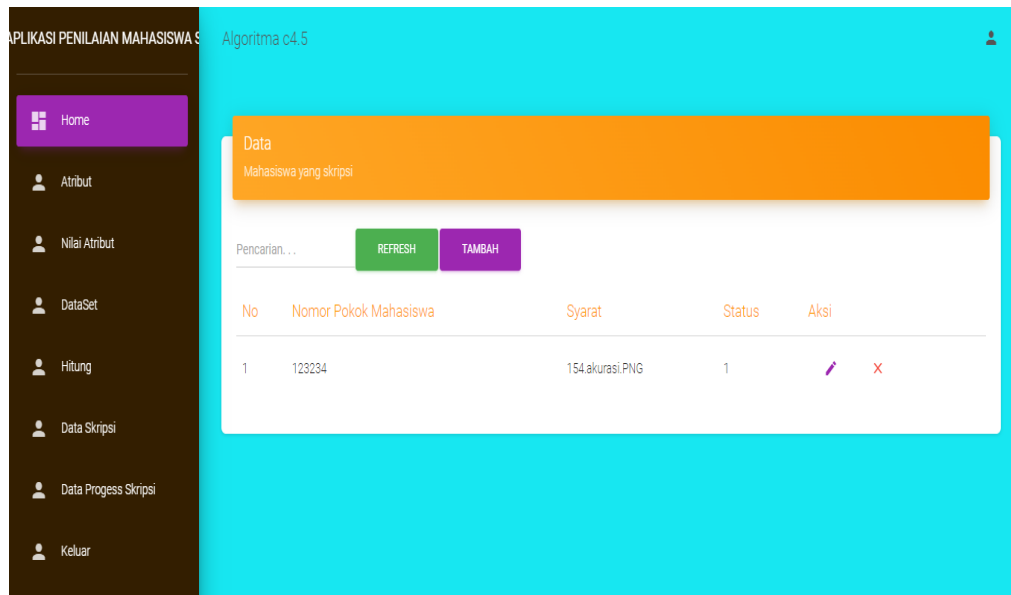 APLIKASI PENILAIAN MAHASISWA S
Algoritma c4.5
Home
Atribut
Nilai Atribut
DataSet
Hitung
Data Skripsi
Data Progess Skripsi
Keluar
Data
Mahasiswa yang skripsi
Pencarian. . .
REFRESH
TAMBAH
No Nomor Pokok Mahasiswa Syarat Status Aksi
1 123234 154.akurasi.PNG 1